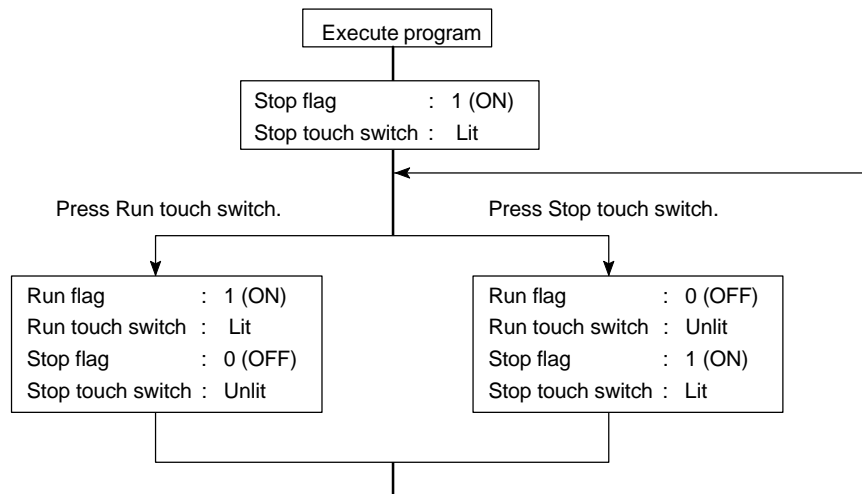 Execute program
Stop flag : 1 (ON)
Stop touch switch : Lit
Press Run touch switch.
Press Stop touch switch.
Run flag : 1 (ON)
Run touch switch : Lit
Stop flag : 0 (OFF)
Stop touch switch : Unlit
Run flag : 0 (OFF)
Run touch switch : Unlit
Stop flag : 1 (ON)
Stop touch switch : Lit